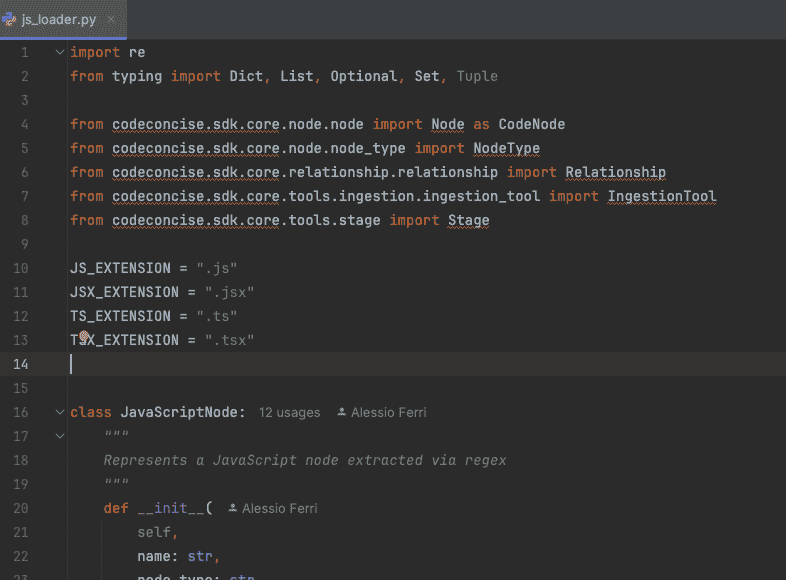 js_loader.py
1 import re
2 from typing import Dict, List, Optional, Set, Tuple
3
4 from codeconcise.sdk.core.node.node import Node as CodeNode
5 from codeconcise.sdk.core.node.node_type import NodeType
6 from codeconcise.sdk.core.relationship.relationship import Relationship
7 from codeconcise.sdk.core.tools.ingestion.ingestion_tool import IngestionTool
8 from codeconcise.sdk.core.tools.stage import Stage
9
10 JS_EXTENSION = ".js"
11 JSX_EXTENSION = ".jsx"
12 TS_EXTENSION = ".ts"
13 TSX_EXTENSION = ".tsx"
14
15
16 class JavaScriptNode: 12 usages Alessio Ferri
17 """
18 Represents a JavaScript node extracted via regex
19 """
20 def __init__( Alessio Ferri
21 self,
22 name: str,
23 node_type: str